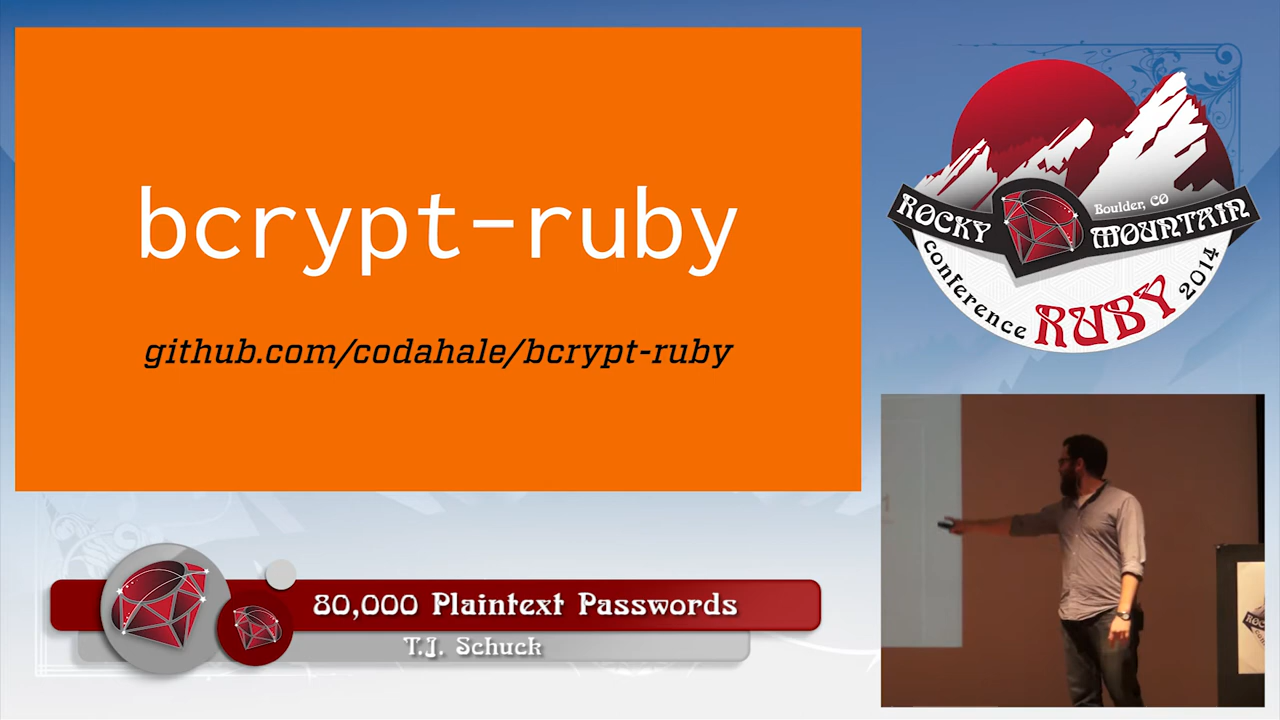 bcrypt-ruby
github.com/codahale/bcrypt-ruby
Boulder, CO
ROCKY MOUNTAIN
conference RUBY 2014
80,000 Plaintext Passwords
T.J. Schuck